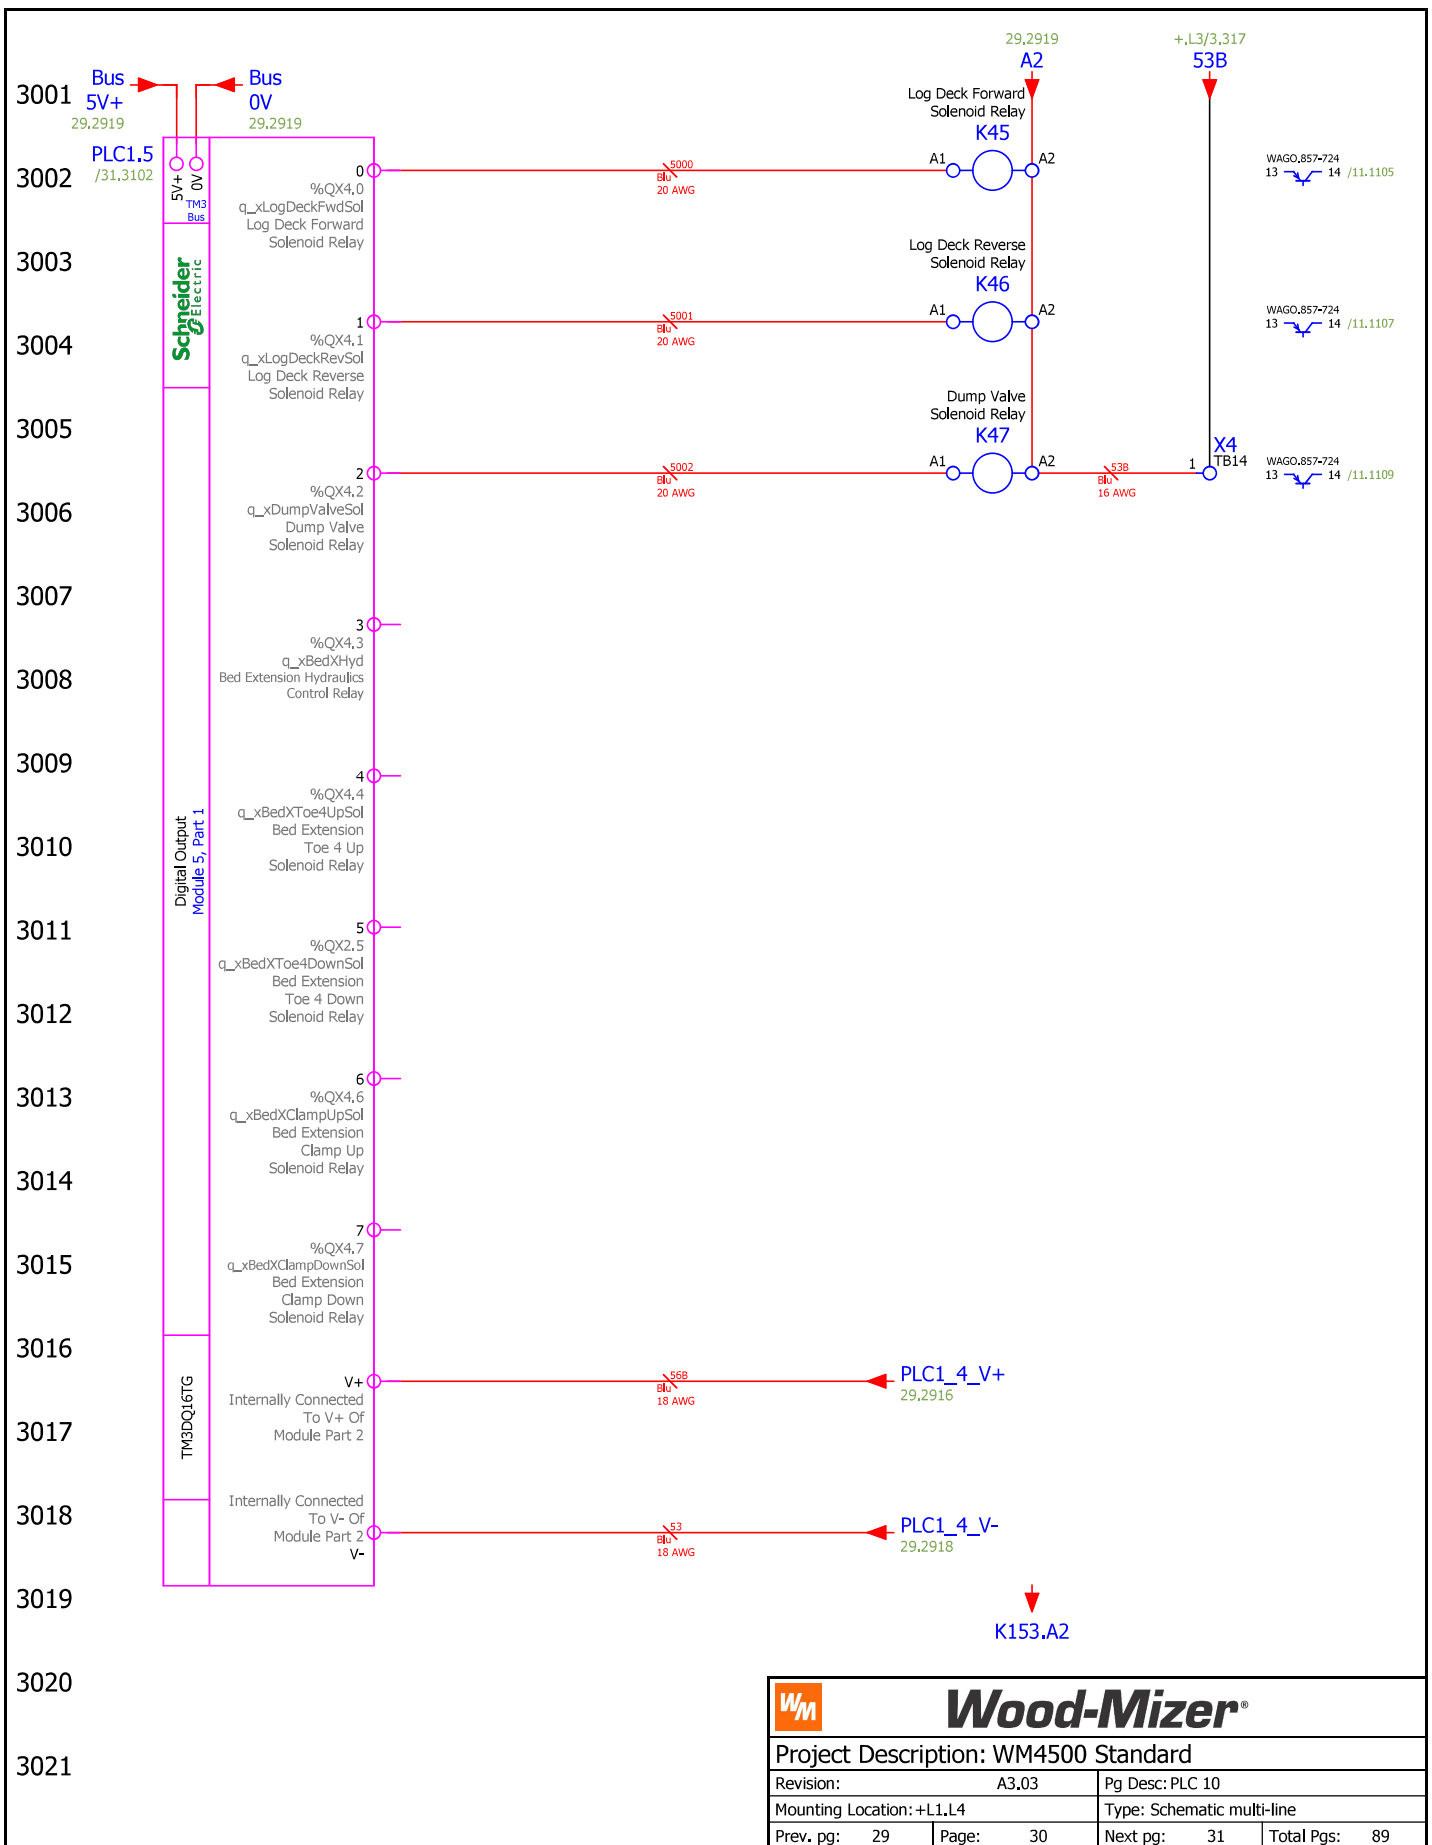 29.2919
+.L3/3.317
A2
53B
Bus
Bus
3001
5V+
0V
29.2919
29.2919
Log Deck Forward
Solenoid Relay
K45
PLC1.5
/31.3102
3002
5V+
0V
TM3
Bus
0
%QX4.0
q_xLogDeckFwdSol
Log Deck Forward
Solenoid Relay
5000
Blu
20 AWG
A1
A2
WAGO.857-724
13
14
/11.1105
3003
Log Deck Reverse
Solenoid Relay
K46
Schneider
Electric
1
%QX4.1
q_xLogDeckRevSol
Log Deck Reverse
Solenoid Relay
5001
Blu
20 AWG
A1
A2
WAGO.857-724
13
14
/11.1107
3004
3005
Dump Valve
Solenoid Relay
K47
2
%QX4.2
q_xDumpValveSol
Dump Valve
Solenoid Relay
5002
Blu
20 AWG
A1
A2
53B
Blu
16 AWG
1
X4
TB14
WAGO.857-724
13
14
/11.1109
3006
3007
3
%QX4.3
q_xBedXHyd
Bed Extension Hydraulics
Control Relay
3008
3009
4
%QX4.4
q_xBedXToe4UpSol
Bed Extension
Toe 4 Up
Solenoid Relay
3010
Digital Output
Module 5, Part 1
3011
5
%QX2.5
q_xBedXToe4DownSol
Bed Extension
Toe 4 Down
Solenoid Relay
3012
3013
6
%QX4.6
q_xBedXClampUpSol
Bed Extension
Clamp Up
Solenoid Relay
3014
3015
7
%QX4.7
q_xBedXClampDownSol
Bed Extension
Clamp Down
Solenoid Relay
3016
TM3DQ16TG
V+
Internally Connected
To V+ Of
Module Part 2
56B
Blu
18 AWG
PLC1_4_V+
29.2916
3017
3018
Internally Connected
To V- Of
Module Part 2
V-
53
Blu
18 AWG
PLC1_4_V-
29.2918
3019
K153.A2
3020
WM
Wood-Mizer®
3021
Project Description: WM4500 Standard
Revision: A3.03
Pg Desc: PLC 10
Mounting Location: +L1.L4
Type: Schematic multi-line
Prev. pg: 29
Page: 30
Next pg: 31
Total Pgs: 89